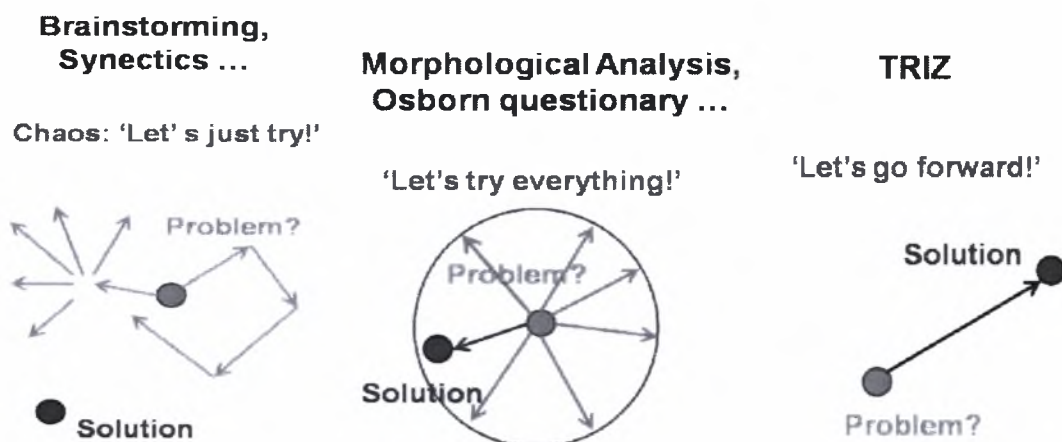 Brainstorming,
Synectics ...
Chaos: 'Let' s just try!'
Problem?
Solution
Morphological Analysis,
Osborn questionary ...
'Let's try everything!'
Problem?
Solution
TRIZ
'Let's go forward!'
Solution
Problem?